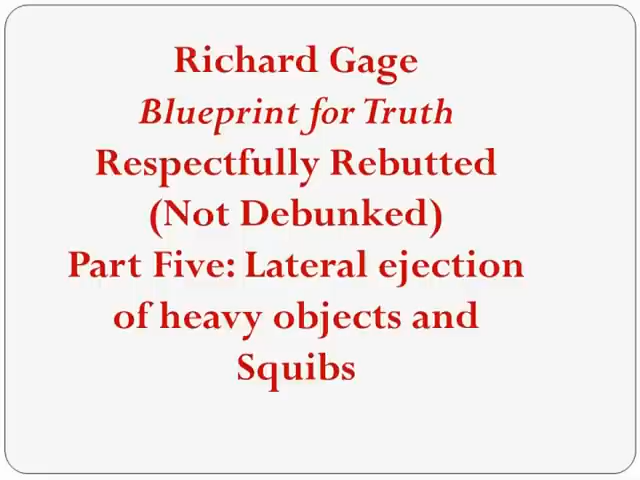 Richard Gage
Blueprint for Truth
Respectfully Rebutted
(Not Debunked)
Part Five: Lateral ejection
of heavy objects and
Squibs